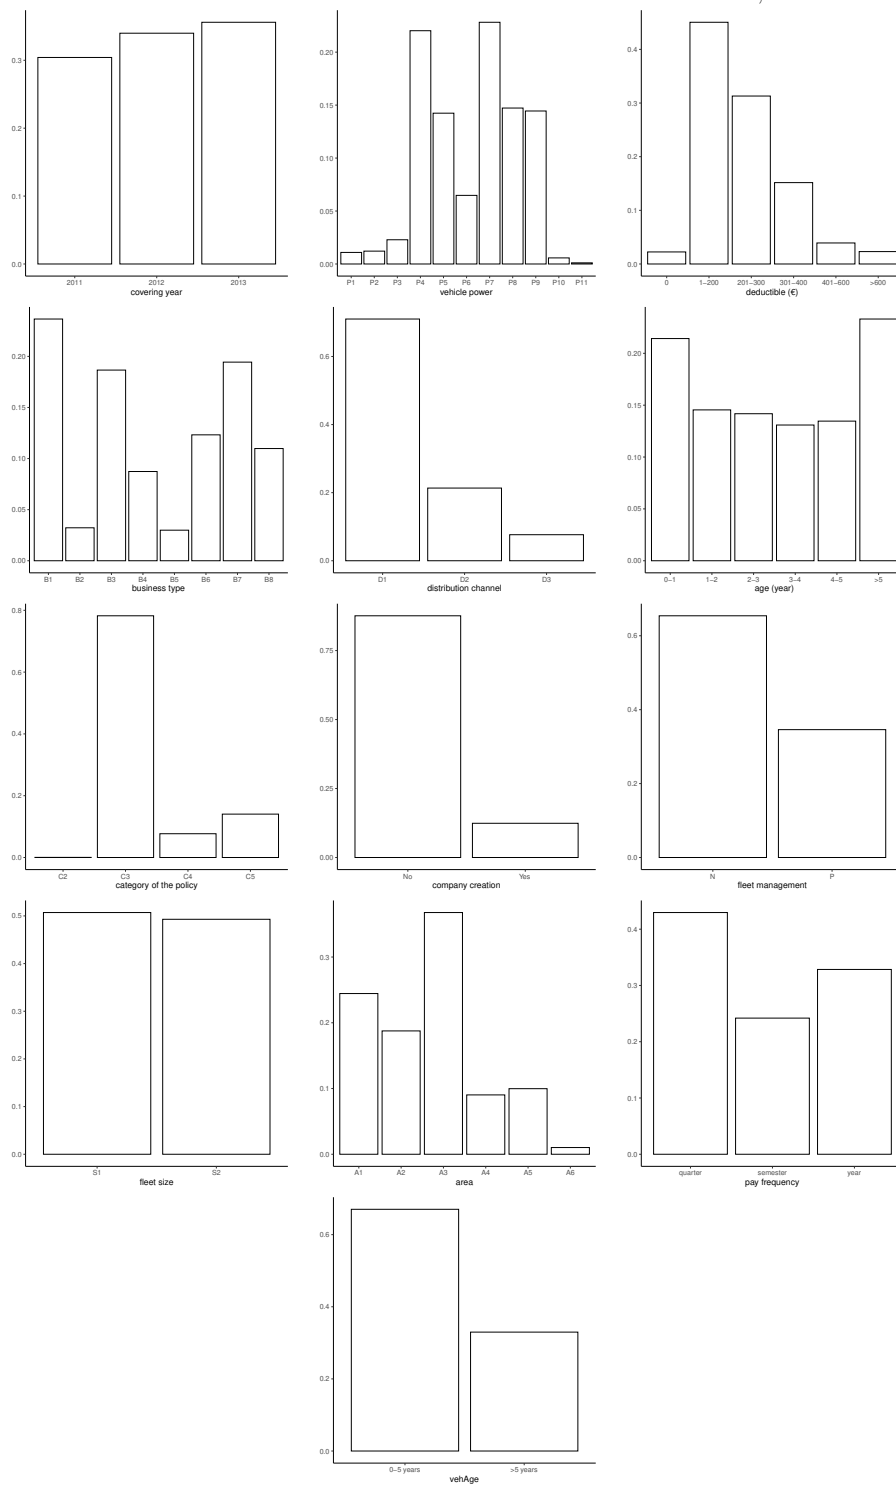 0.3
0.2
0.1
0.0
2011 2012 2013
covering year
0.20
0.15
0.10
0.05
0.00
P1 P2 P3 P4 P5 P6 P7 P8 P9 P10 P11
vehicle power
0.4
0.3
0.2
0.1
0.0
0 1–200 201–300 301–400 401–600 >600
deductible (€)
0.20
0.15
0.10
0.05
0.00
B1 B2 B3 B4 B5 B6 B7 B8
business type
0.6
0.4
0.2
0.0
D1 D2 D3
distribution channel
0.20
0.15
0.10
0.05
0.00
0–1 1–2 2–3 3–4 4–5 >5
age (year)
0.8
0.6
0.4
0.2
0.0
C2 C3 C4 C5
category of the policy
0.75
0.50
0.25
0.00
No Yes
company creation
0.6
0.4
0.2
0.0
N P
fleet management
0.5
0.4
0.3
0.2
0.1
0.0
S1 S2
fleet size
0.3
0.2
0.1
0.0
A1 A2 A3 A4 A5 A6
area
0.4
0.3
0.2
0.1
0.0
quarter semester year
pay frequency
0.6
0.4
0.2
0.0
0–5 years >5 years
vehAge